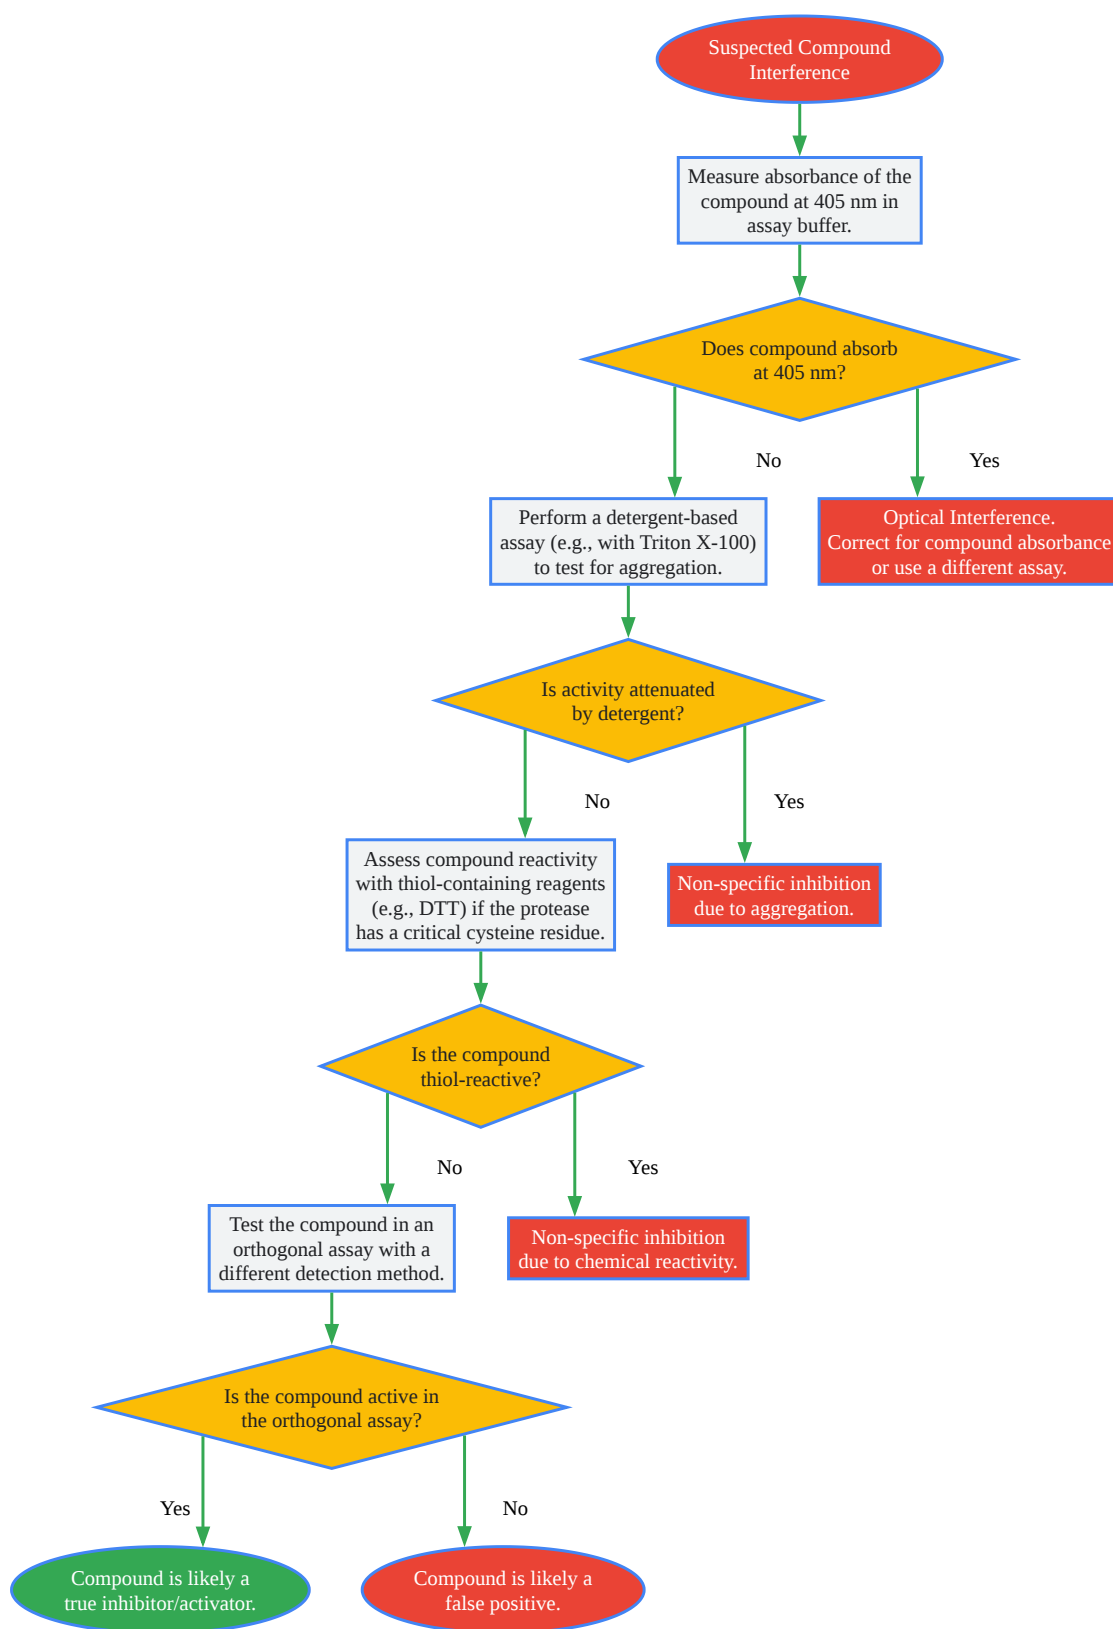 Suspected Compound
Interference
Measure absorbance of the
compound at 405 nm in
assay buffer.
Does compound absorb
at 405 nm?
No
Yes
Perform a detergent-based
assay (e.g., with Triton X-100)
to test for aggregation.
Optical Interference.
Correct for compound absorbance
or use a different assay.
Is activity attenuated
by detergent?
No
Yes
Assess compound reactivity
with thiol-containing reagents
(e.g., DTT) if the protease
has a critical cysteine residue.
Non-specific inhibition
due to aggregation.
Is the compound
thiol-reactive?
No
Yes
Test the compound in an
orthogonal assay with a
different detection method.
Non-specific inhibition
due to chemical reactivity.
Is the compound active in
the orthogonal assay?
Yes
No
Compound is likely a
true inhibitor/activator.
Compound is likely a
false positive.